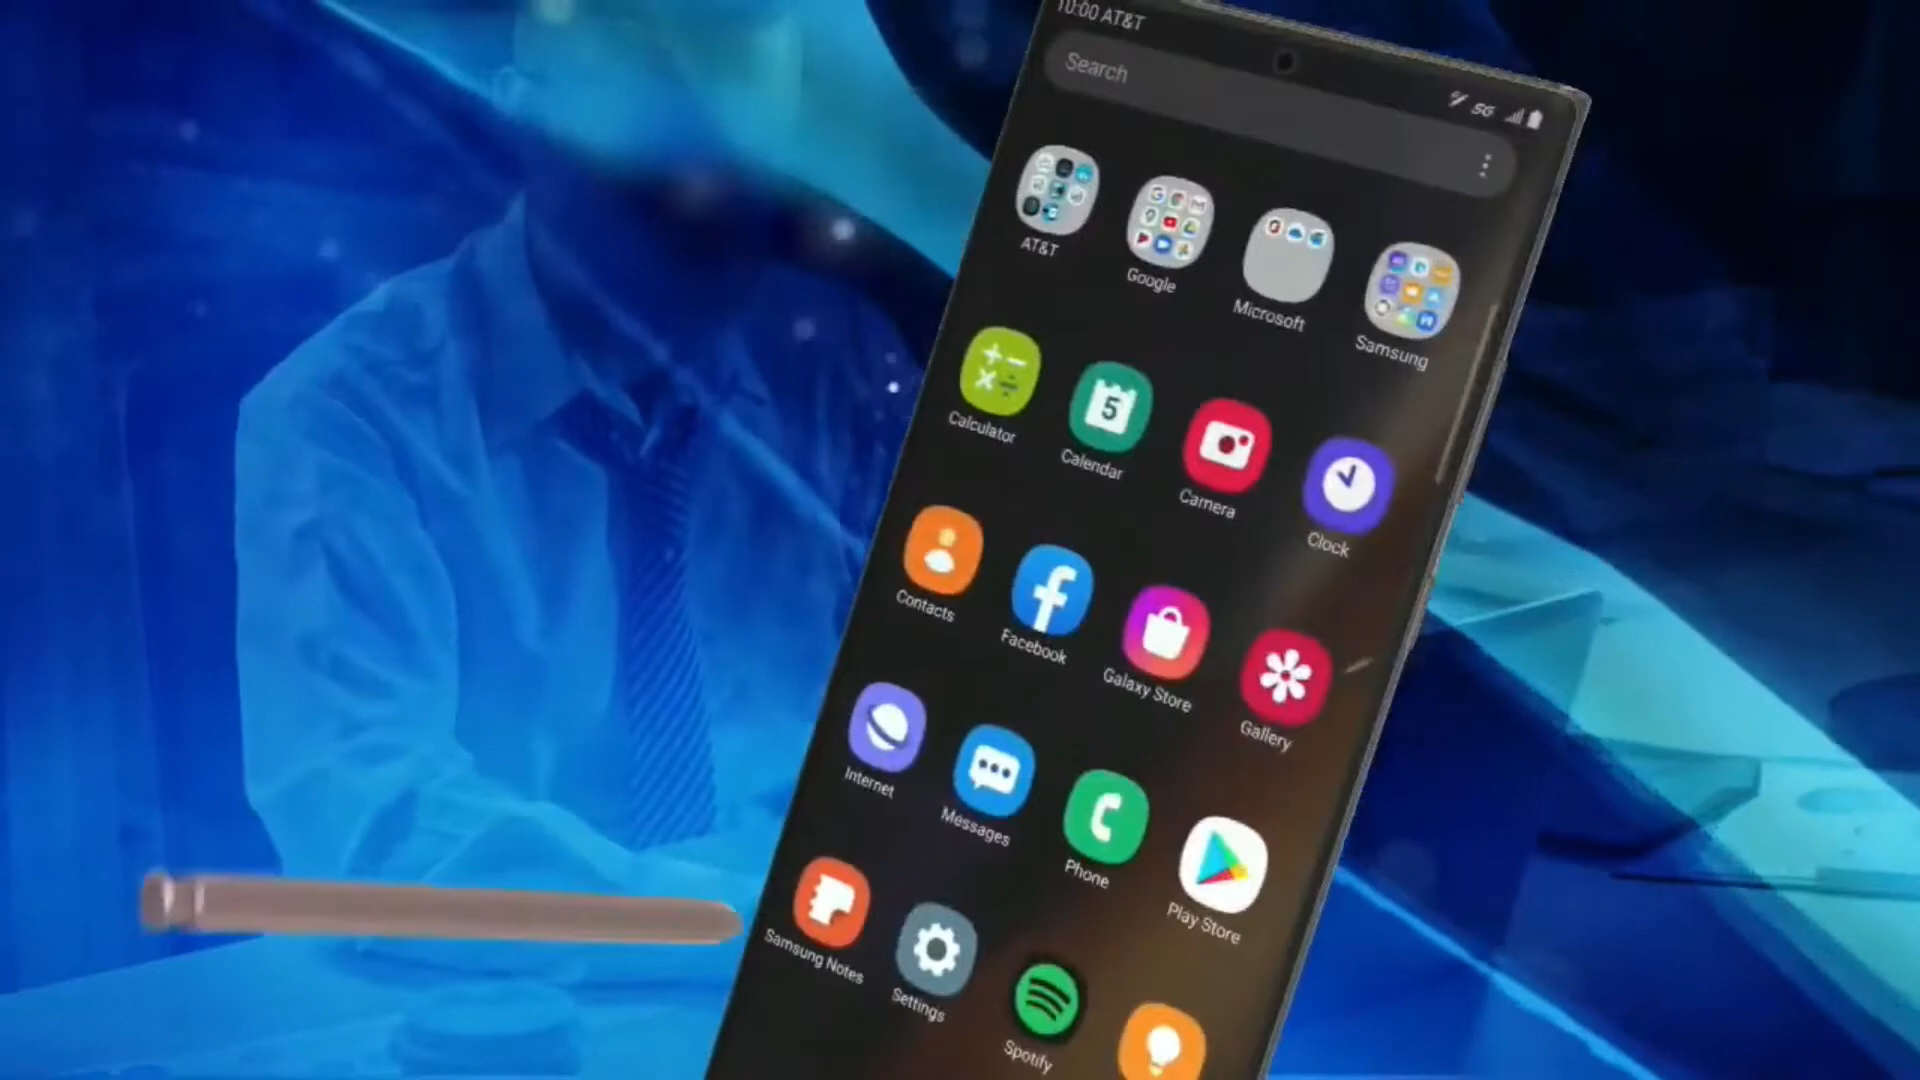 10:00 AT&T
5G
Search
AT&T
Google
Microsoft
Samsung
Calculator
5
Calendar
Camera
Clock
Contacts
Facebook
Galaxy Store
Gallery
Internet
Messages
Phone
Play Store
Samsung Notes
Settings
Spotify